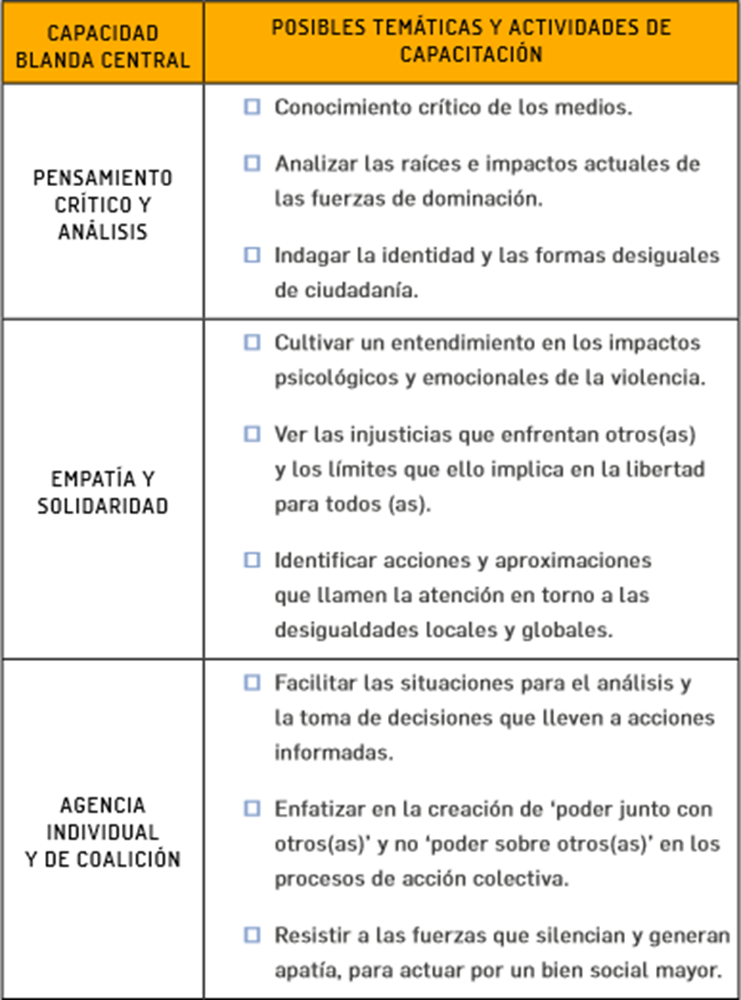 CAPACIDAD
BLANDA CENTRAL
POSIBLES TEMÁTICAS Y ACTIVIDADES DE
CAPACITACIÓN
PENSAMIENTO
CRÍTICO Y
ANÁLISIS
Conocimiento crítico de los medios.
Analizar las raíces e impactos actuales de
las fuerzas de dominación.
Indagar la identidad y las formas desiguales
de ciudadanía.
EMPATÍA Y
SOLIDARIDAD
Cultivar un entendimiento en los impactos
psicológicos y emocionales de la violencia.
Ver las injusticias que enfrentan otros(as)
y los límites que ello implica en la libertad
para todos (as).
Identificar acciones y aproximaciones
que llamen la atención en torno a las
desigualdades locales y globales.
AGENCIA
INDIVIDUAL
Y DE COALICIÓN
Facilitar las situaciones para el análisis y
la toma de decisiones que lleven a acciones
informadas.
Enfatizar en la creación de ‘poder junto con
otros(as)’ y no ‘poder sobre otros(as)’ en los
procesos de acción colectiva.
Resistir a las fuerzas que silencian y generan
apatía, para actuar por un bien social mayor.